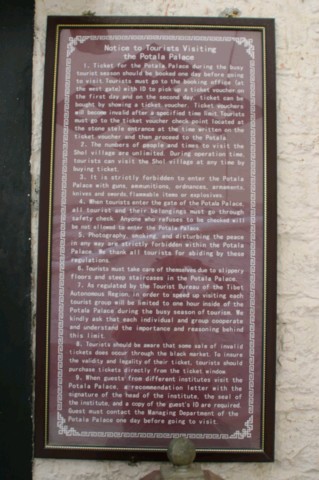 Notice to Tourists Visiting
the Potala Palace
1. Ticket for the Potala Palace during the busy
tourist season should be booked one day before going
to visit. Tourists must go to the booking office (at
the west gate) with ID to pick up a ticket voucher on
the first day and on the second day, ticket can be
bought by showing a ticket voucher. Ticket vouchers
will become invalid after a specified time limit. Tourists
must go to the ticket voucher check point located at
the stone stele entrance at the time written on the
ticket voucher and then proceed to the Potala.
2. The numbers of people and times to visit the
Shol village are unlimited. During operation time,
tourists can visit the Shol village at any time by
buying ticket.
3. It is strictly forbidden to enter the Potala
Palace with guns, ammunitions, ordnances, armaments,
knives and swords, flammable items or explosives.
4. When tourists enter the gate of the Potala Palace,
all tourist and their belongings must go through
safety check. Anyone who refuses to be checked will
be not allowed to enter the Potala Palace.
5. Photography, smoking, and disturbing the peace
in any way are strictly forbidden within the Potala
Palace. We thank all tourists for abiding by these
regulations.
6. Tourists must take care of themselves due to slippery
floors and steep staircases in the Potala Palace.
7. As regulated by the Tourist Bureau of the Tibet
Autonomous Region, in order to speed up visiting each
tourist group will be limited to one hour inside of the
Potala Palace during the busy season of tourism. We
kindly ask that each individual and group cooperate
and understand the importance and reasoning behind
this limit.
8. Tourists should be aware that some sale of invalid
tickets does occur through the black market. To insure
the validity and legality of their ticket, tourists should
purchase tickets directly from the ticket window.
9. When guests from different institutes visit the
Potala Palace, a recommendation letter with the
signature of the head of the institute, the seal of
the institute, and a copy of the guest's ID are required.
Guest must contact the Managing Department of the
Potala Palace one day before going to visit.